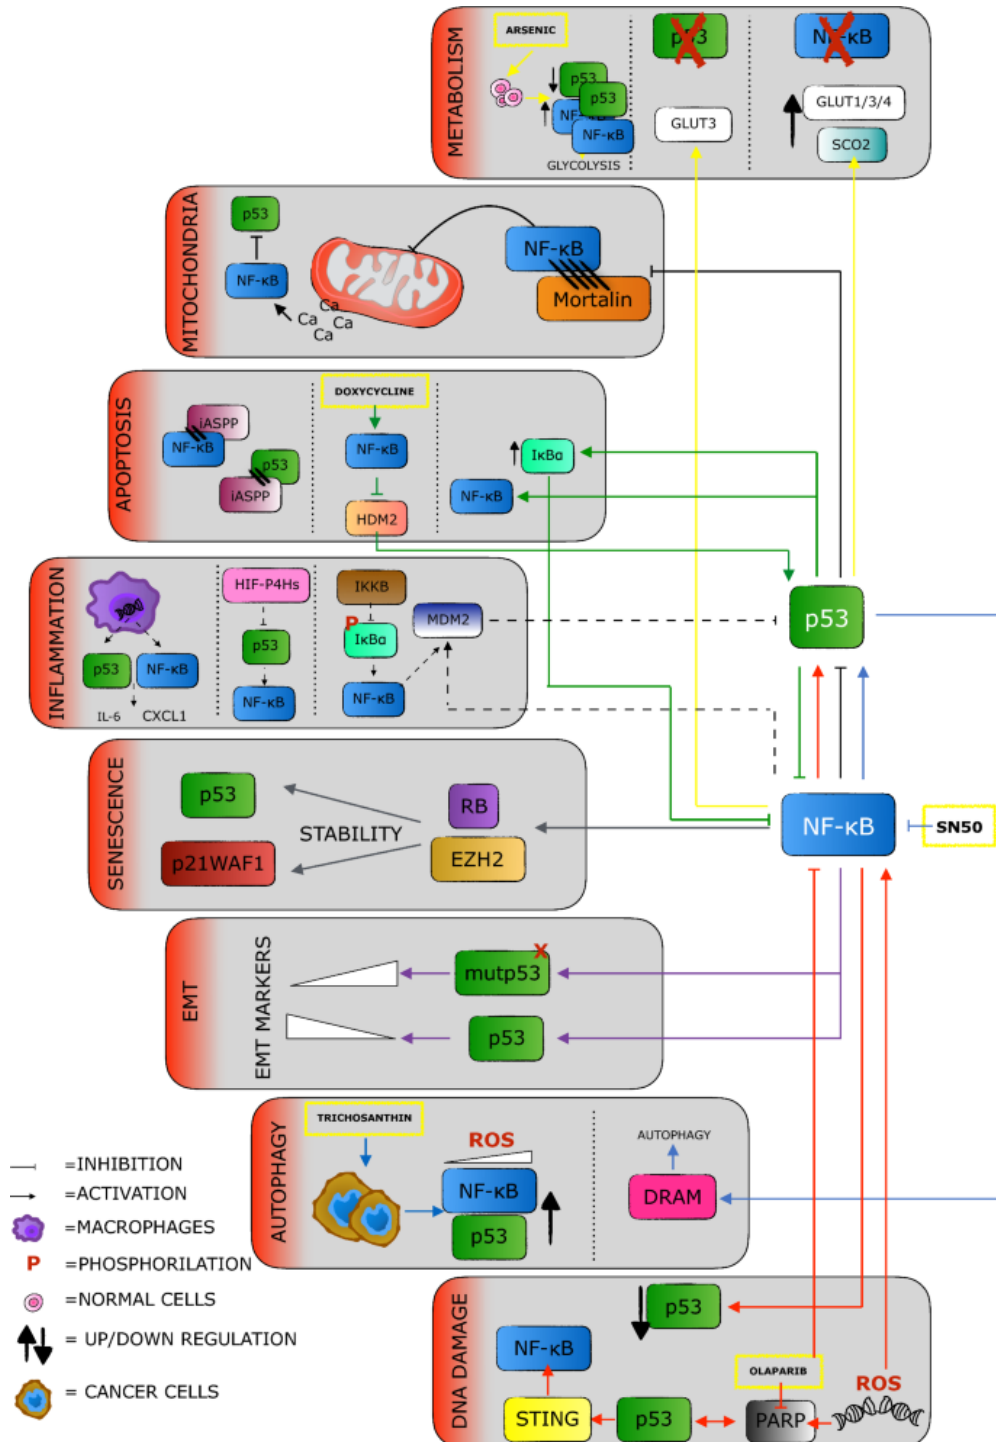 METABOLISM
ARSENIC
p53
p53
NF-κB
NF-κB
GLYCOLYSIS
p53
GLUT3
NF-κB
GLUT1/3/4
SCO2
MITOCHONDRIA
p53
NF-κB
Ca
Ca Ca
Ca
NF-κB
Mortalin
APOPTOSIS
iASPP
NF-κB
p53
iASPP
DOXYCYCLINE
NF-κB
HDM2
IκBα
NF-κB
INFLAMMATION
p53
NF-κB
IL-6 CXCL1
HIF-P4Hs
p53
NF-κB
IKKB
P
IκBα
NF-κB
MDM2
p53
NF-κB
SN50
SENESCENCE
p53
p21WAF1
STABILITY
RB
EZH2
EMT
EMT MARKERS
mutp53
X
p53
AUTOPHAGY
TRICHOSANTHIN
ROS
NF-κB
p53
AUTOPHAGY
DRAM
DNA DAMAGE
p53
NF-κB
STING
p53
OLAPARIB
PARP
ROS
=INHIBITION
=ACTIVATION
=MACROPHAGES
P =PHOSPHORILATION
=NORMAL CELLS
= UP/DOWN REGULATION
= CANCER CELLS